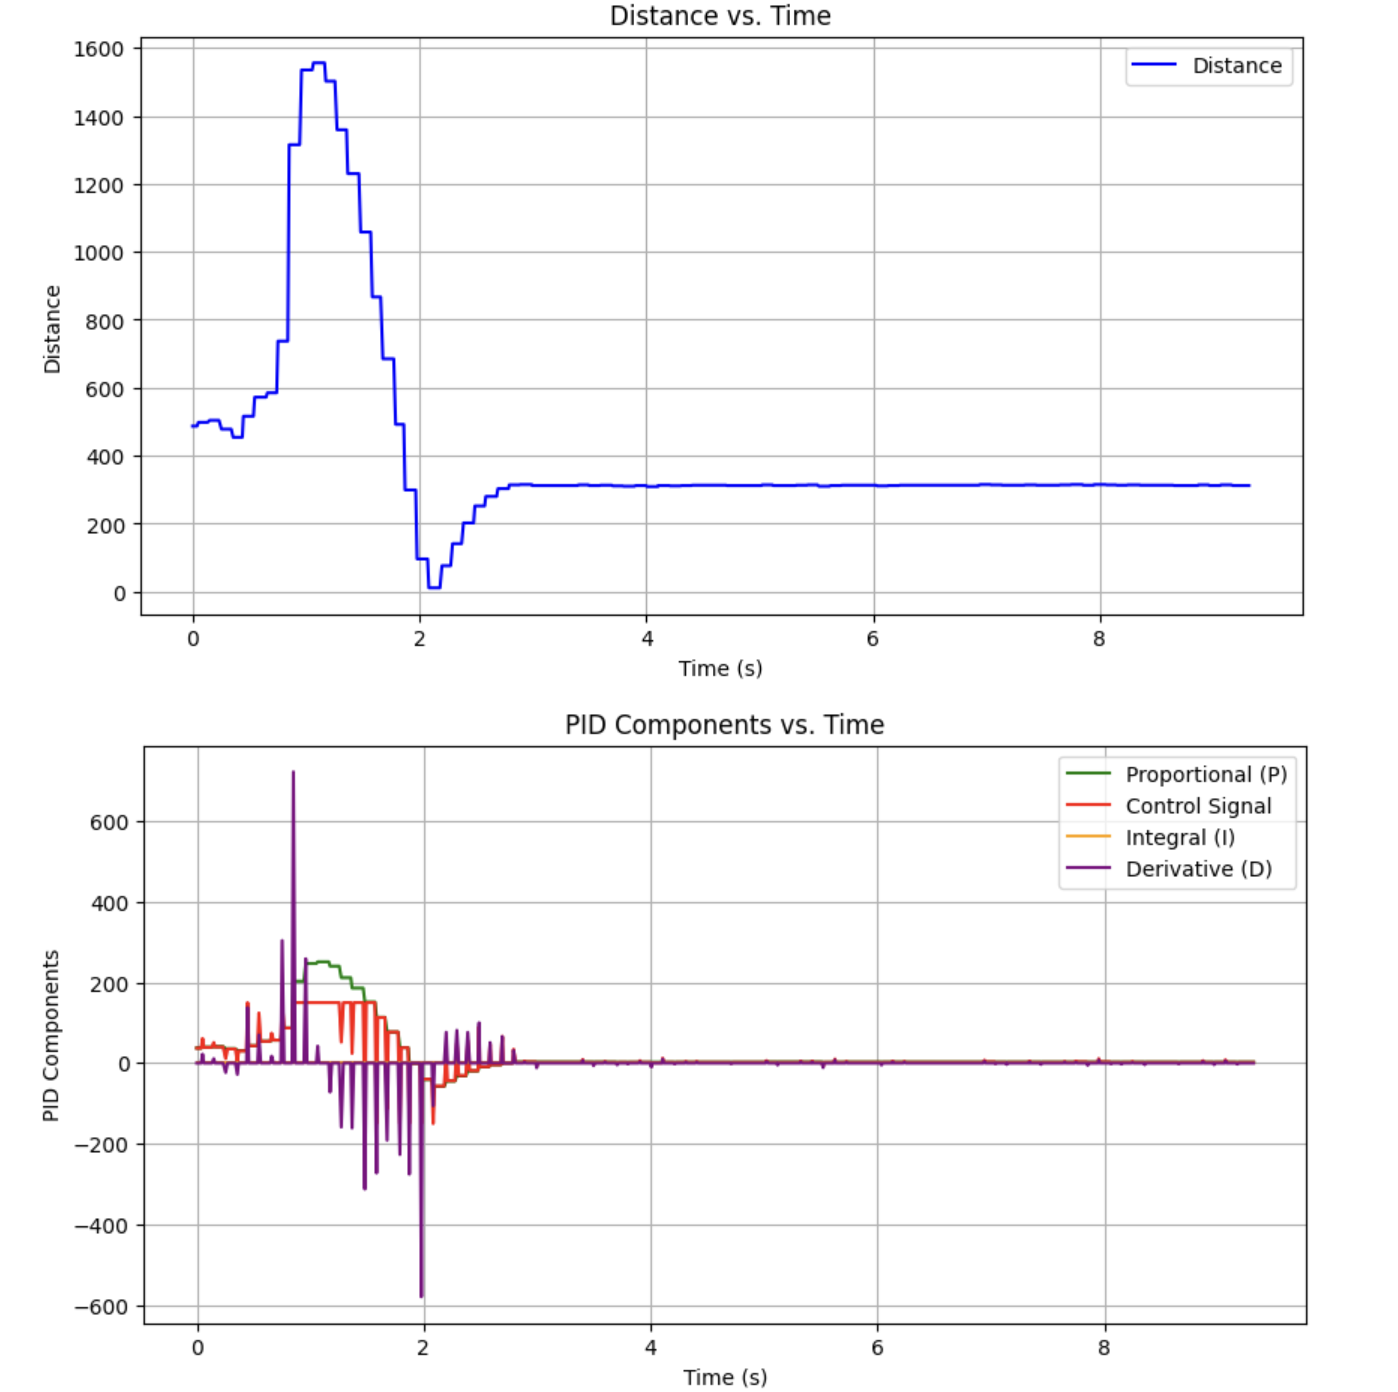 Distance vs. Time
1600
1400
1200
1000
800
600
400
200
0
Distance
Distance
0 2 4 6 8
Time (s)
PID Components vs. Time
600
400
200
0
−200
−400
−600
PID Components
Proportional (P)
Control Signal
Integral (I)
Derivative (D)
0 2 4 6 8
Time (s)